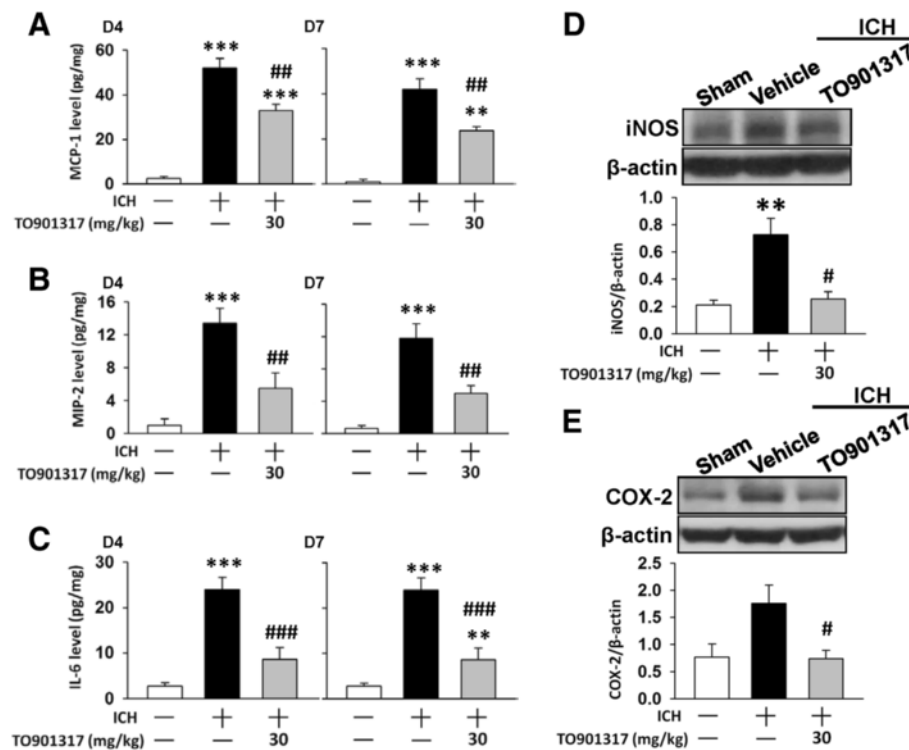 A
D4
D7
MCP-1 level (pg/mg)
60
40
20
0
***
##
***
***
##
**
ICH — + + — + +
TO901317 (mg/kg) — — 30 — — 30
B
D4
D7
MIP-2 level (pg/mg)
16
12
8
4
0
***
##
***
##
ICH — + + — + +
TO901317 (mg/kg) — — 30 — — 30
C
D4
D7
IL-6 level (pg/mg)
30
20
10
0
***
###
***
###
**
ICH — + + — + +
TO901317 (mg/kg) — — 30 — — 30
D
ICH
Sham Vehicle TO901317
iNOS
β-actin
iNOS/β-actin
1.0
0.8
0.6
0.4
0.2
0.0
**
#
ICH — + +
TO901317 (mg/kg) — — 30
E
ICH
Sham Vehicle TO901317
COX-2
β-actin
COX-2/β-actin
2.5
2.0
1.5
1.0
0.5
0.0
#
ICH — + +
TO901317 (mg/kg) — — 30